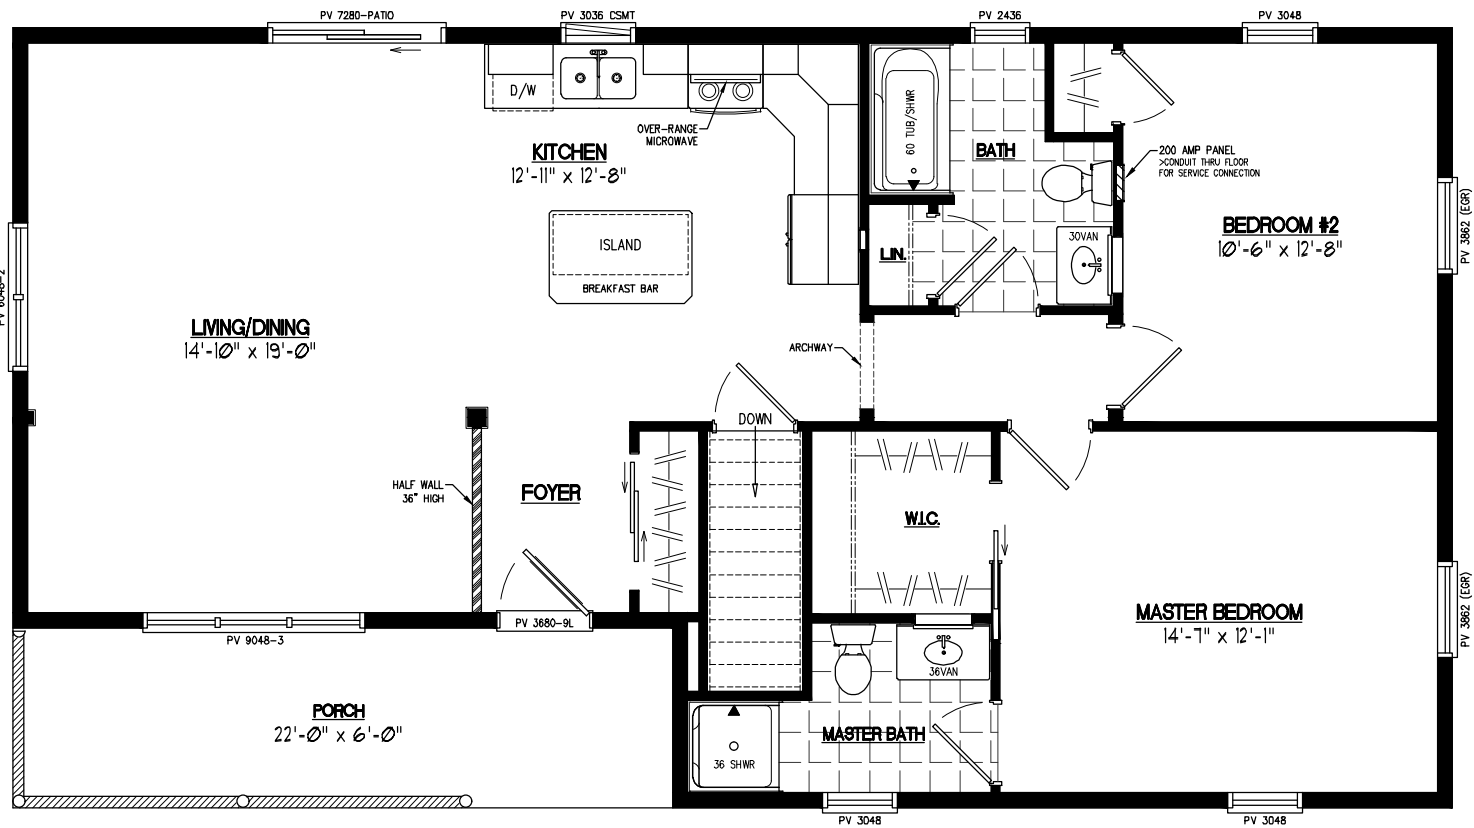 PV 7280-PATIO
PV 3036 CSMT
PV 2436
PV 3048
D/W
OVER-RANGE
MICROWAVE
KITCHEN
12'-11" x 12'-8"
60 TUB/SHWR
BATH
200 AMP PANEL
>CONDUIT THRU FLOOR
FOR SERVICE CONNECTION
PV 3862 (EGR)
BEDROOM #2
10'-6" x 12'-8"
ISLAND
BREAKFAST BAR
LIN.
30VAN
PV 6048-2
LIVING/DINING
14'-10" x 19'-0"
ARCHWAY
DOWN
HALF WALL
36" HIGH
FOYER
W.I.C.
MASTER BEDROOM
14'-7" x 12'-1"
PV 3862 (EGR)
PV 3680-9L
PV 9048-3
36VAN
PORCH
22'-0" x 6'-0"
MASTER BATH
36 SHWR
PV 3048
PV 3048